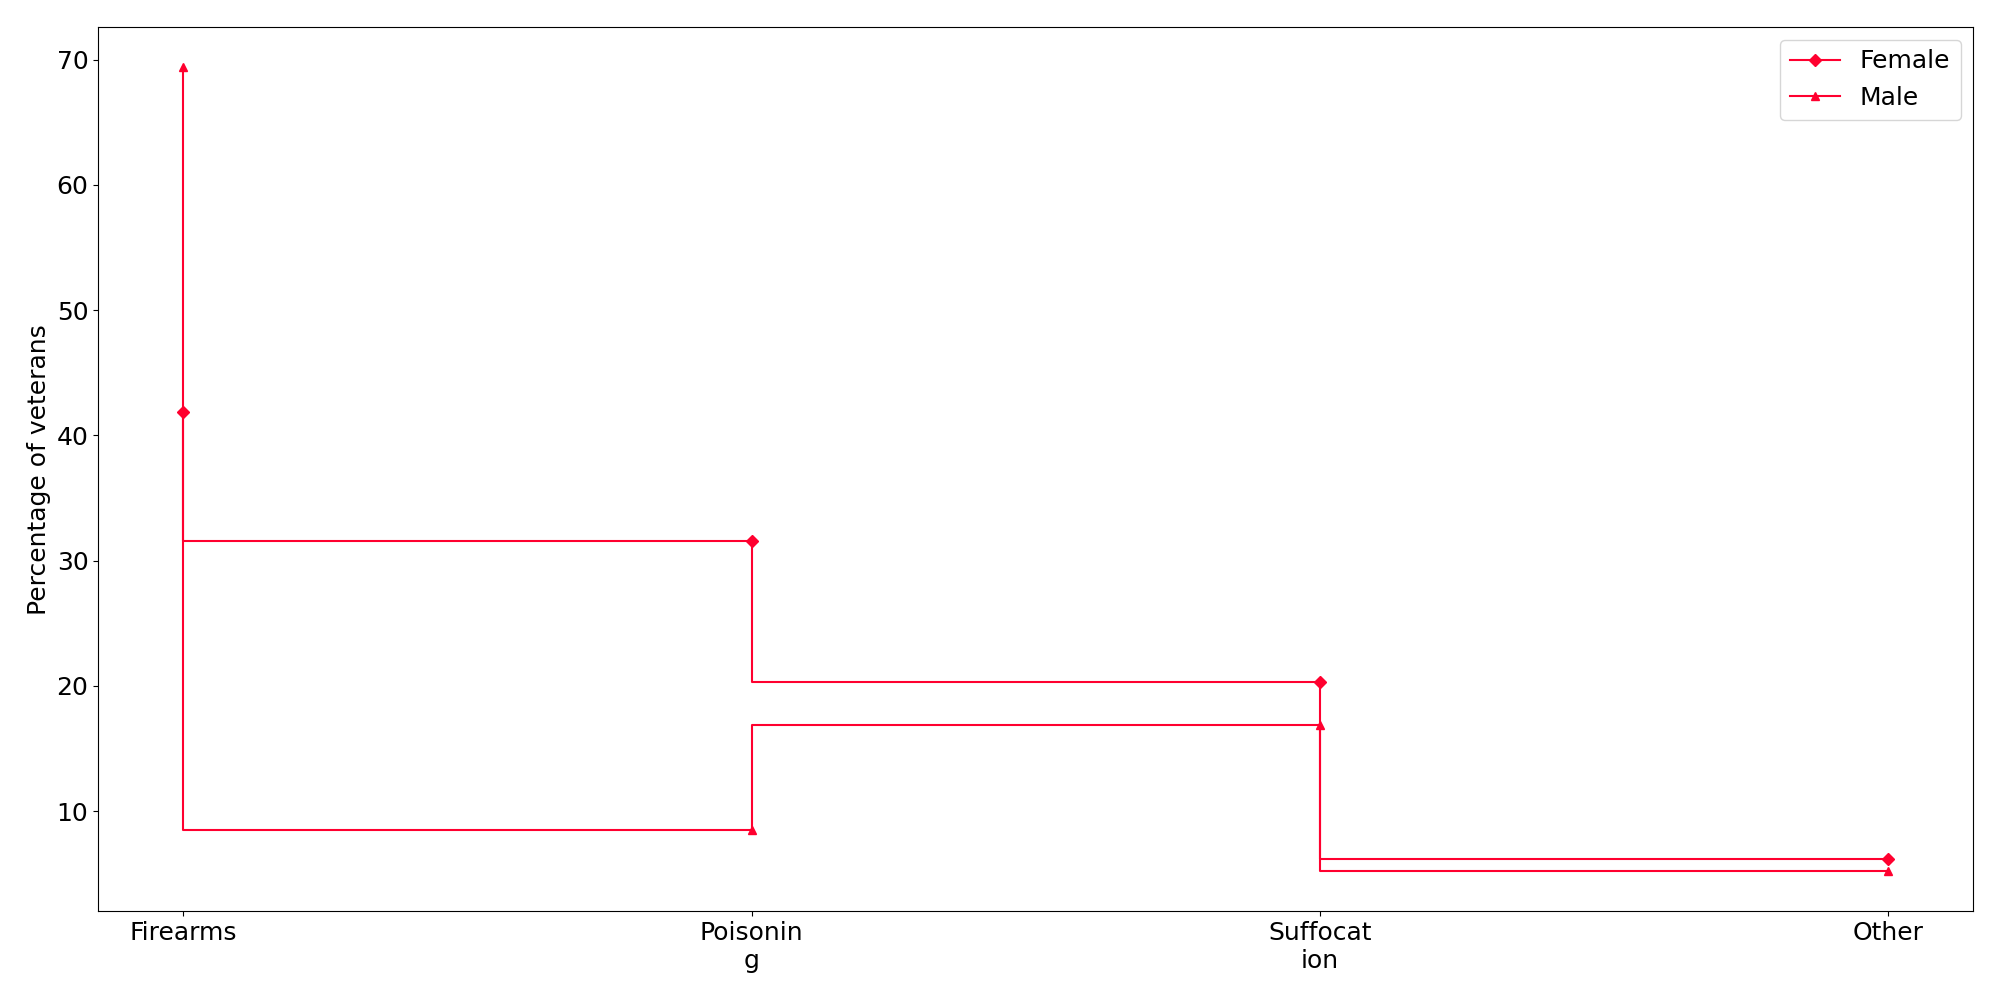 Percentage of veterans
70
60
50
40
30
20
10
Female
Male
Firearms
Poisonin
g
Suffocat
ion
Other